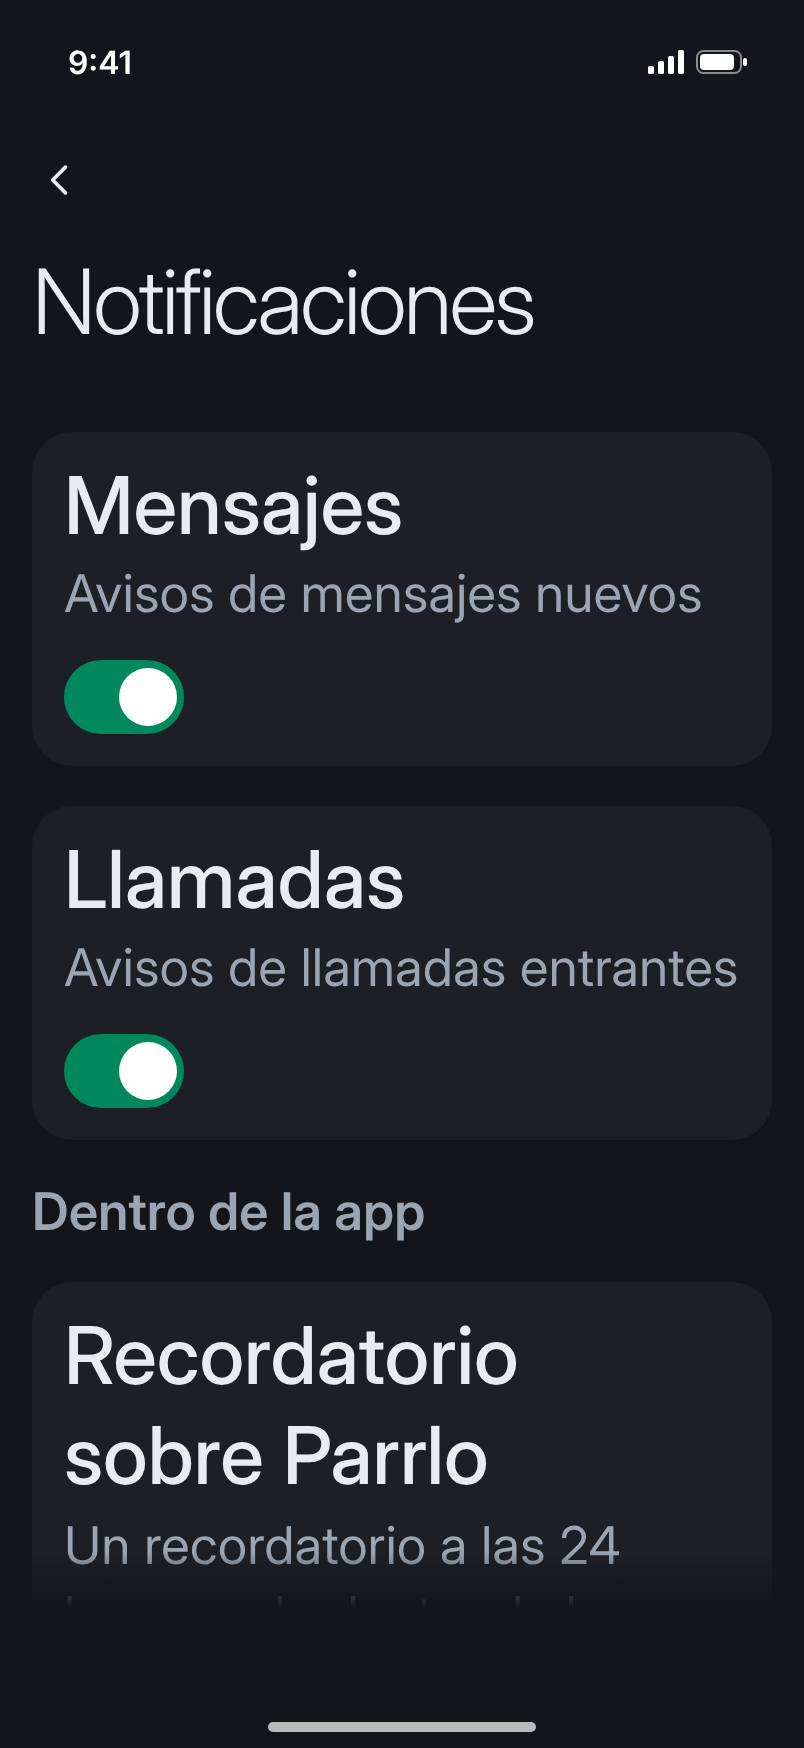 9:41
Notificaciones
Mensajes
Avisos de mensajes nuevos
Llamadas
Avisos de llamadas entrantes
Dentro de la app
Recordatorio
sobre Parrlo
Un recordatorio a las 24